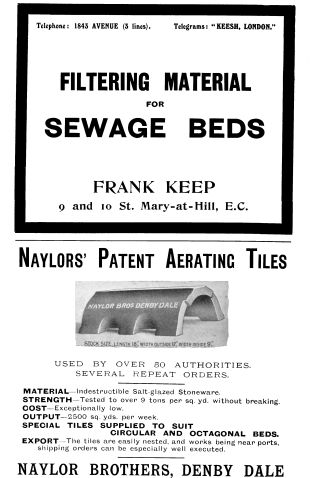 Telephone: 1843 AVENUE (3 lines). Telegrams: "KEESH, LONDON."
FILTERING MATERIAL
FOR
SEWAGE BEDS
FRANK KEEP
9 and 10 St. Mary-at-Hill, E.C.
NAYLORS' PATENT AERATING TILES
NAYLOR BROS DENBY DALE
STOCK SIZE, LENGTH 18" WIDTH OUTSIDE 11" WIDTH INSIDE 9"
USED BY OVER 80 AUTHORITIES.
SEVERAL REPEAT ORDERS.
MATERIAL—Indestructible Salt-glazed Stoneware.
STRENGTH—Tested to over 9 tons per sq. yd. without breaking.
COST—Exceptionally low.
OUTPUT—2500 sq. yds. per week.
SPECIAL TILES SUPPLIED TO SUIT
CIRCULAR AND OCTAGONAL BEDS.
EXPORT—The tiles are easily nested, and works being near ports,
shipping orders can be especially well executed.
NAYLOR BROTHERS, DENBY DALE